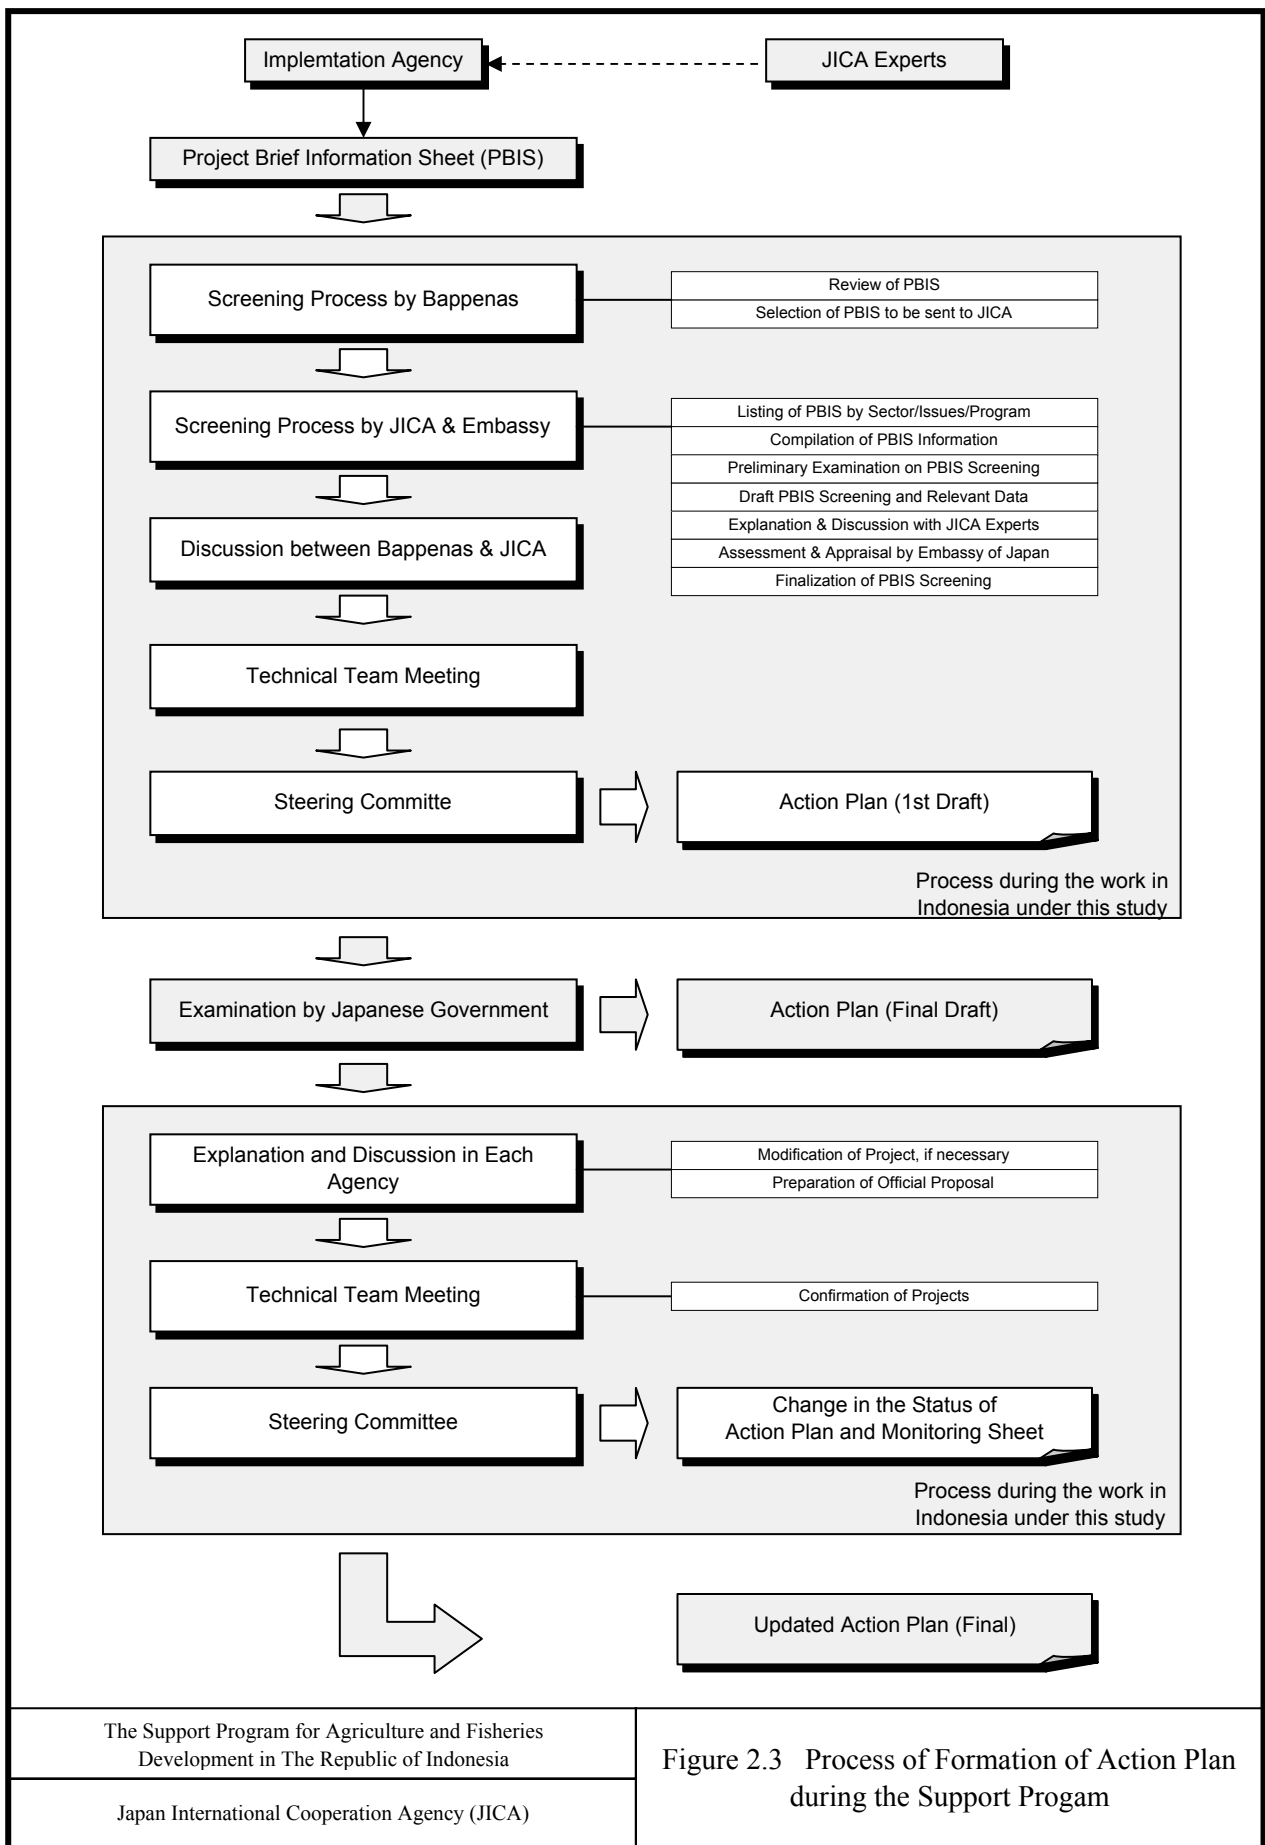 Implemtation Agency
JICA Experts
Project Brief Information Sheet (PBIS)
Screening Process by Bappenas
Review of PBIS
Selection of PBIS to be sent to JICA
Screening Process by JICA & Embassy
Listing of PBIS by Sector/Issues/Program
Compilation of PBIS Information
Preliminary Examination on PBIS Screening
Draft PBIS Screening and Relevant Data
Explanation & Discussion with JICA Experts
Assessment & Appraisal by Embassy of Japan
Finalization of PBIS Screening
Discussion between Bappenas & JICA
Technical Team Meeting
Steering Committe
Action Plan (1st Draft)
Process during the work in
Indonesia under this study
Examination by Japanese Government
Action Plan (Final Draft)
Explanation and Discussion in Each
Agency
Modification of Project, if necessary
Preparation of Official Proposal
Technical Team Meeting
Confirmation of Projects
Steering Committee
Change in the Status of
Action Plan and Monitoring Sheet
Process during the work in
Indonesia under this study
Updated Action Plan (Final)
The Support Program for Agriculture and Fisheries
Development in The Republic of Indonesia
Japan International Cooperation Agency (JICA)
Figure 2.3 Process of Formation of Action Plan
during the Support Progam